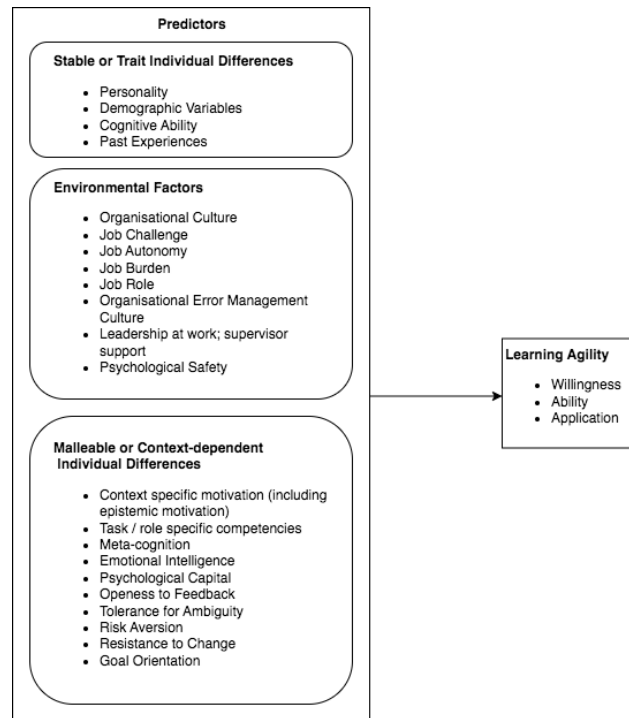 Predictors
Stable or Trait Individual Differences
• Personality
• Demographic Variables
• Cognitive Ability
• Past Experiences
Environmental Factors
• Organisational Culture
• Job Challenge
• Job Autonomy
• Job Burden
• Job Role
• Organisational Error Management
Culture
• Leadership at work; supervisor
support
• Psychological Safety
Malleable or Context-dependent
Individual Differences
• Context specific motivation (including
epistemic motivation)
• Task / role specific competencies
• Meta-cognition
• Emotional Intelligence
• Psychological Capital
• Openess to Feedback
• Tolerance for Ambiguity
• Risk Aversion
• Resistance to Change
• Goal Orientation
Learning Agility
• Willingness
• Ability
• Application